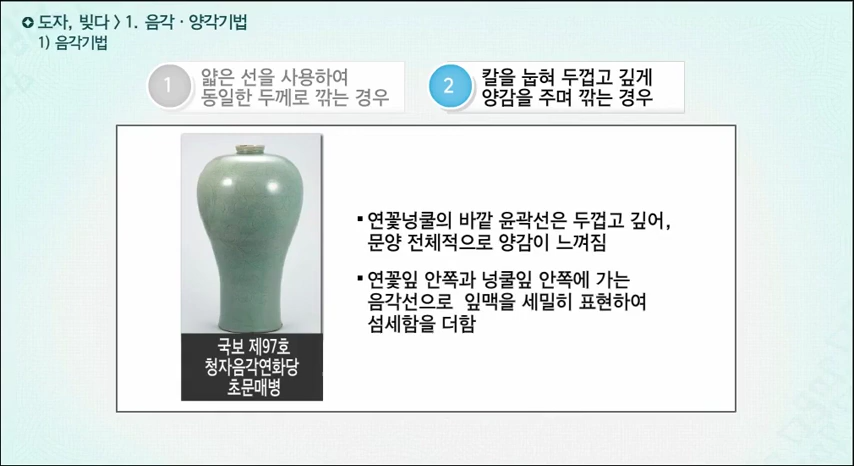 도자, 빚다 > 1. 음각 · 양각기법
1) 음각기법
1
얇은 선을 사용하여
동일한 두께로 깎는 경우
2
칼을 눕혀 두껍고 깊게
양감을 주며 깎는 경우
▪ 연꽃넝쿨의 바깥 윤곽선은 두껍고 깊어,
문양 전체적으로 양감이 느껴짐
▪ 연꽃잎 안쪽과 넝쿨잎 안쪽에 가는
음각선으로 잎맥을 세밀히 표현하여
섬세함을 더함
국보 제97호
청자음각연화당
초문매병